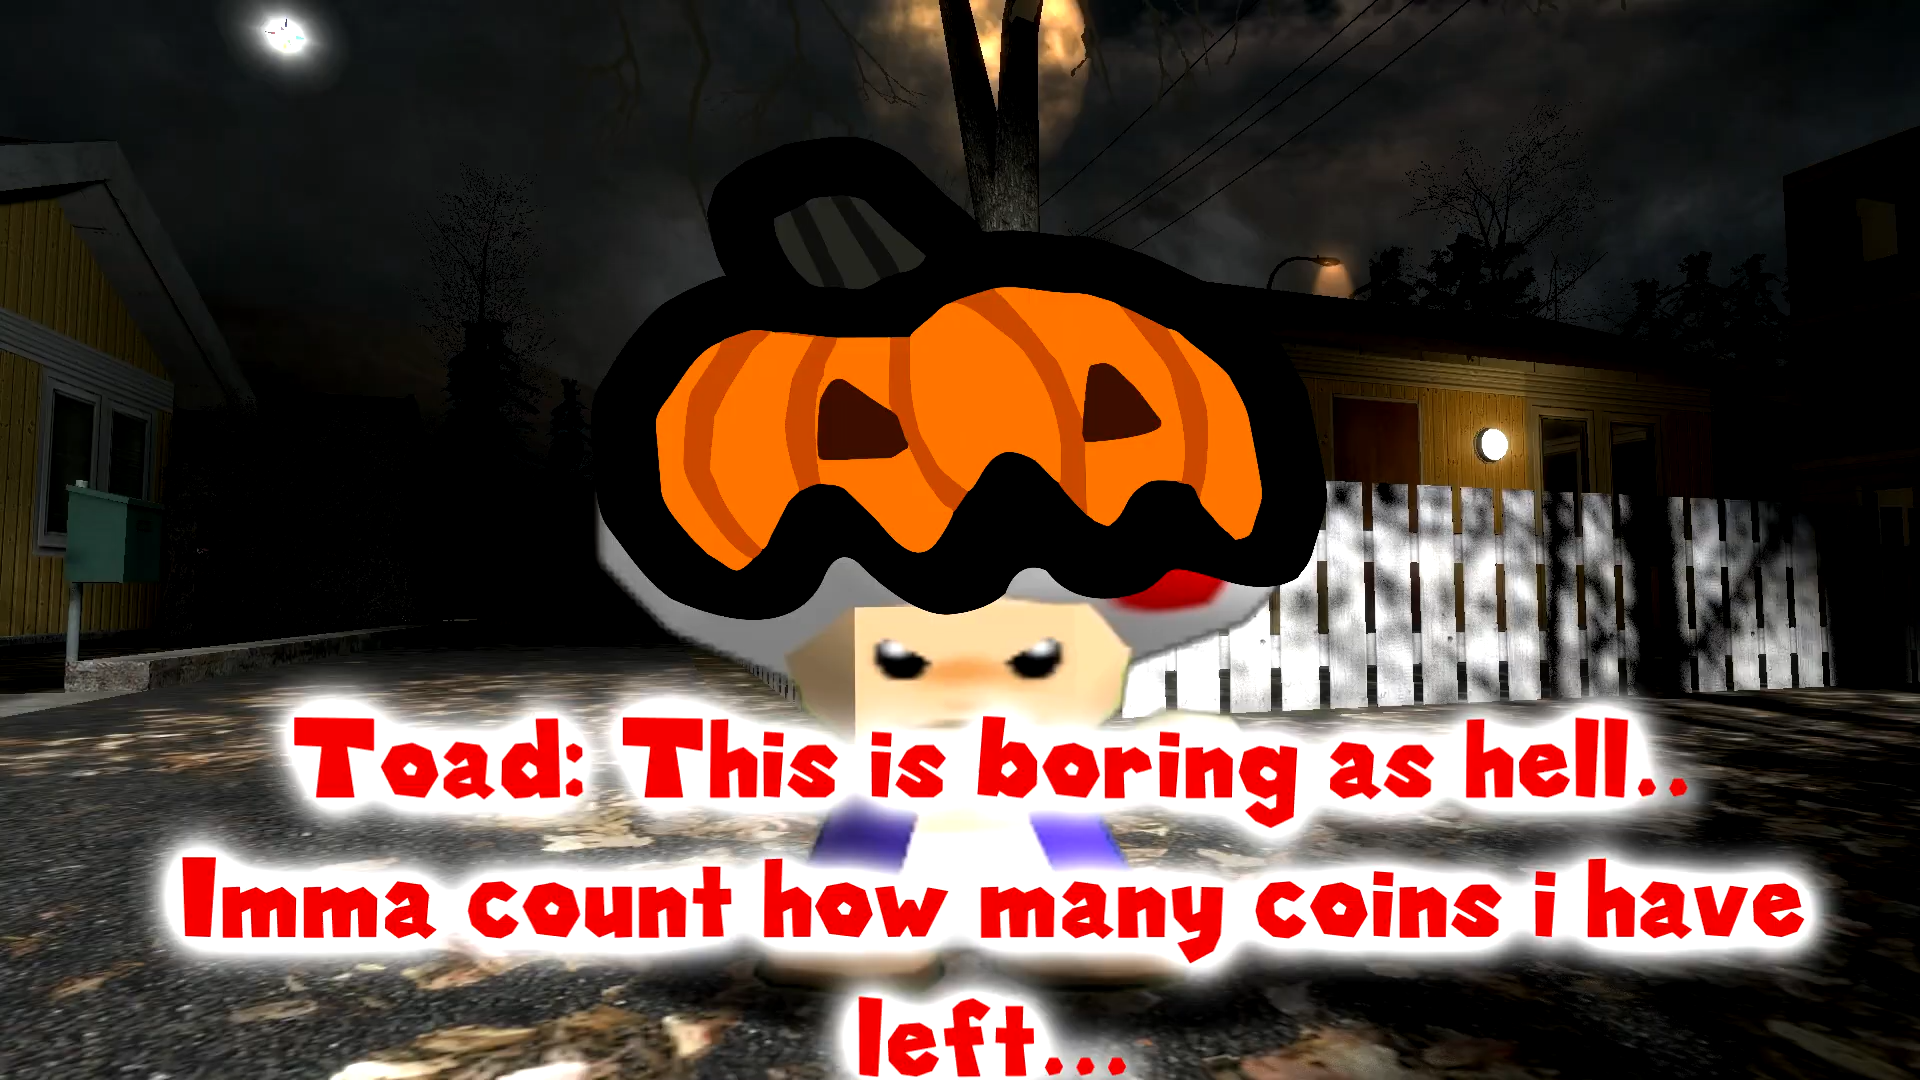 Toad: This is boring as hell..
Imma count how many coins i have
left...